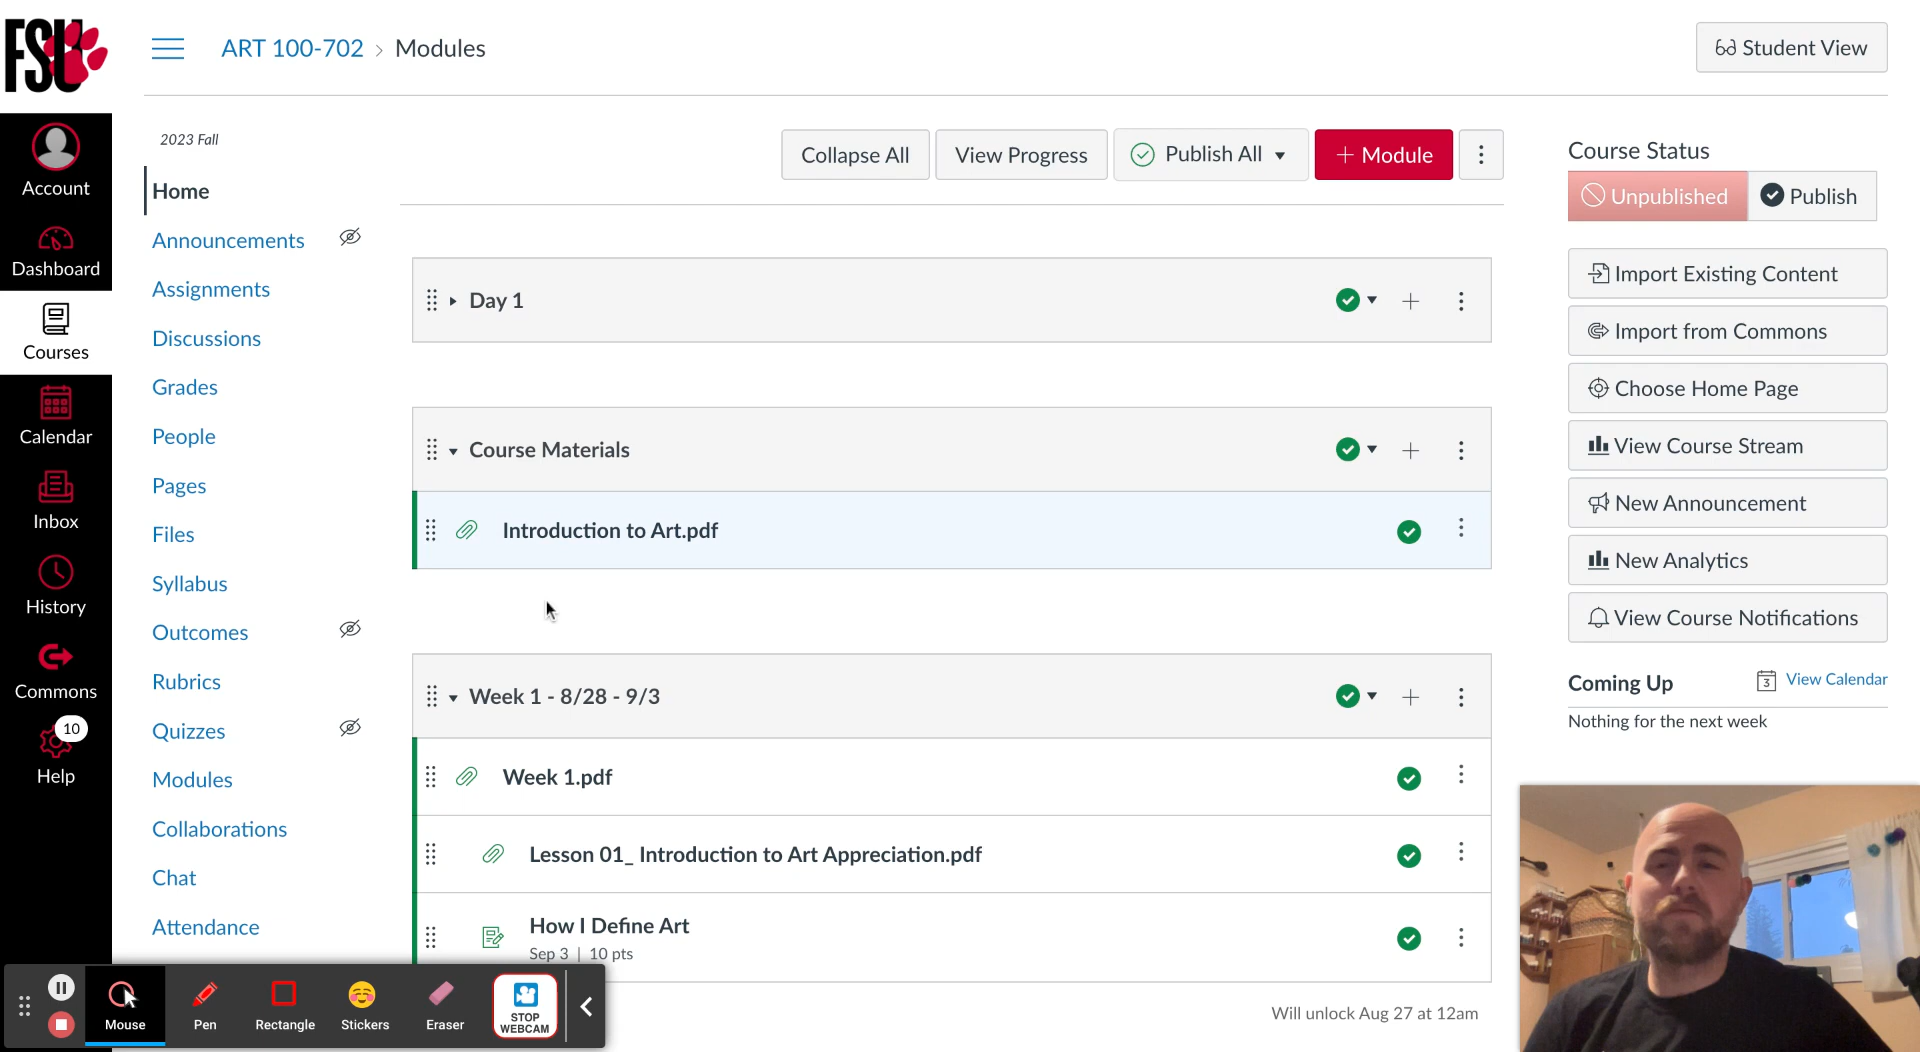 FSU
ART 100-702 > Modules
Student View
2023 Fall
Collapse All
View Progress
Publish All
+ Module
Course Status
Unpublished
Publish
Account
Dashboard
Courses
Calendar
Inbox
History
Commons
10
Help
Home
Announcements
Assignments
Discussions
Grades
People
Pages
Files
Syllabus
Outcomes
Rubrics
Quizzes
Modules
Collaborations
Chat
Attendance
Day 1
Course Materials
Introduction to Art.pdf
Week 1 - 8/28 - 9/3
Week 1.pdf
Lesson 01_ Introduction to Art Appreciation.pdf
How I Define Art
Sep 3 | 10 pts
Will unlock Aug 27 at 12am
Import Existing Content
Import from Commons
Choose Home Page
View Course Stream
New Announcement
New Analytics
View Course Notifications
Coming Up
3
View Calendar
Nothing for the next week
Mouse
Pen
Rectangle
Stickers
Eraser
STOP
WEBCAM